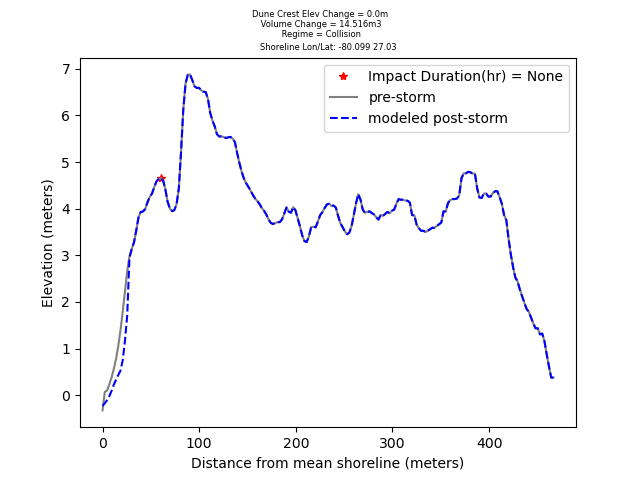 Dune Crest Elev Change = 0.0m
Volume Change = 14.516m3
Regime = Collision
Shoreline Lon/Lat: -80.099 27.03
Impact Duration(hr) = None
pre-storm
modeled post-storm
Elevation (meters)
7
6
5
4
3
2
1
0
0 100 200 300 400
Distance from mean shoreline (meters)